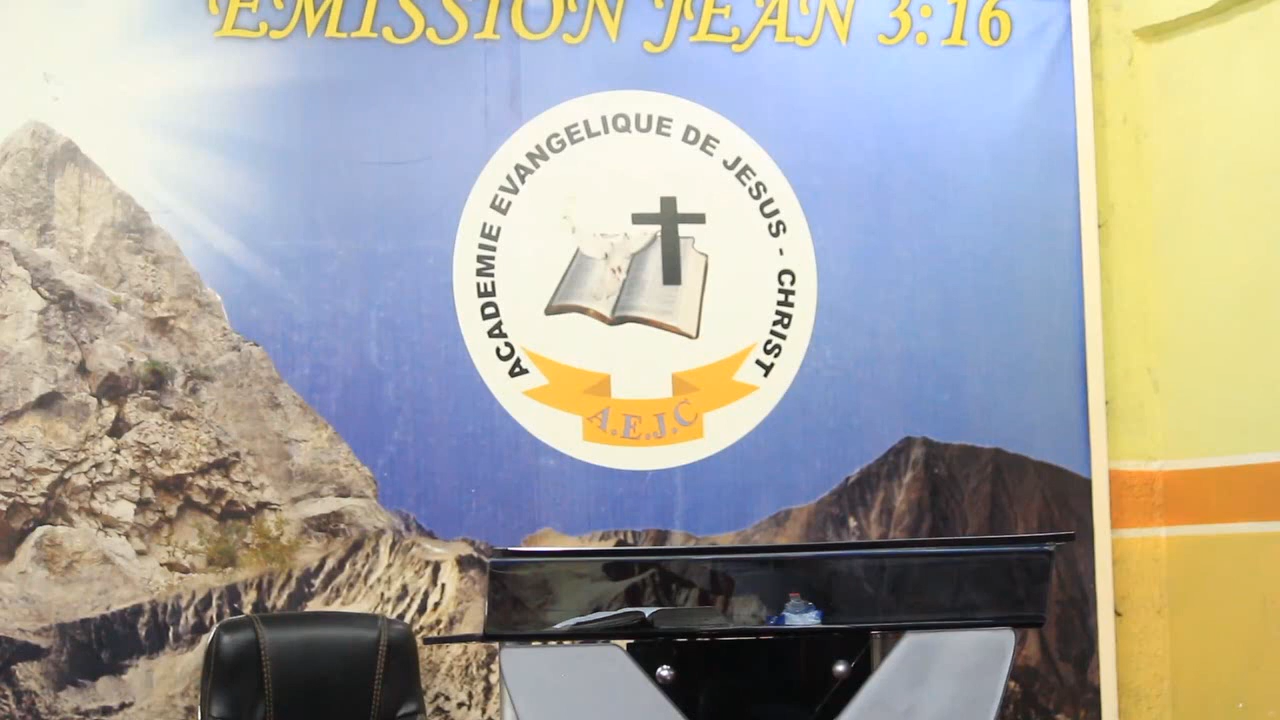 EMISSION JEAN 3:16
ACADEMIE EVANGELIQUE DE JESUS - CHRIST
A.E.J.C